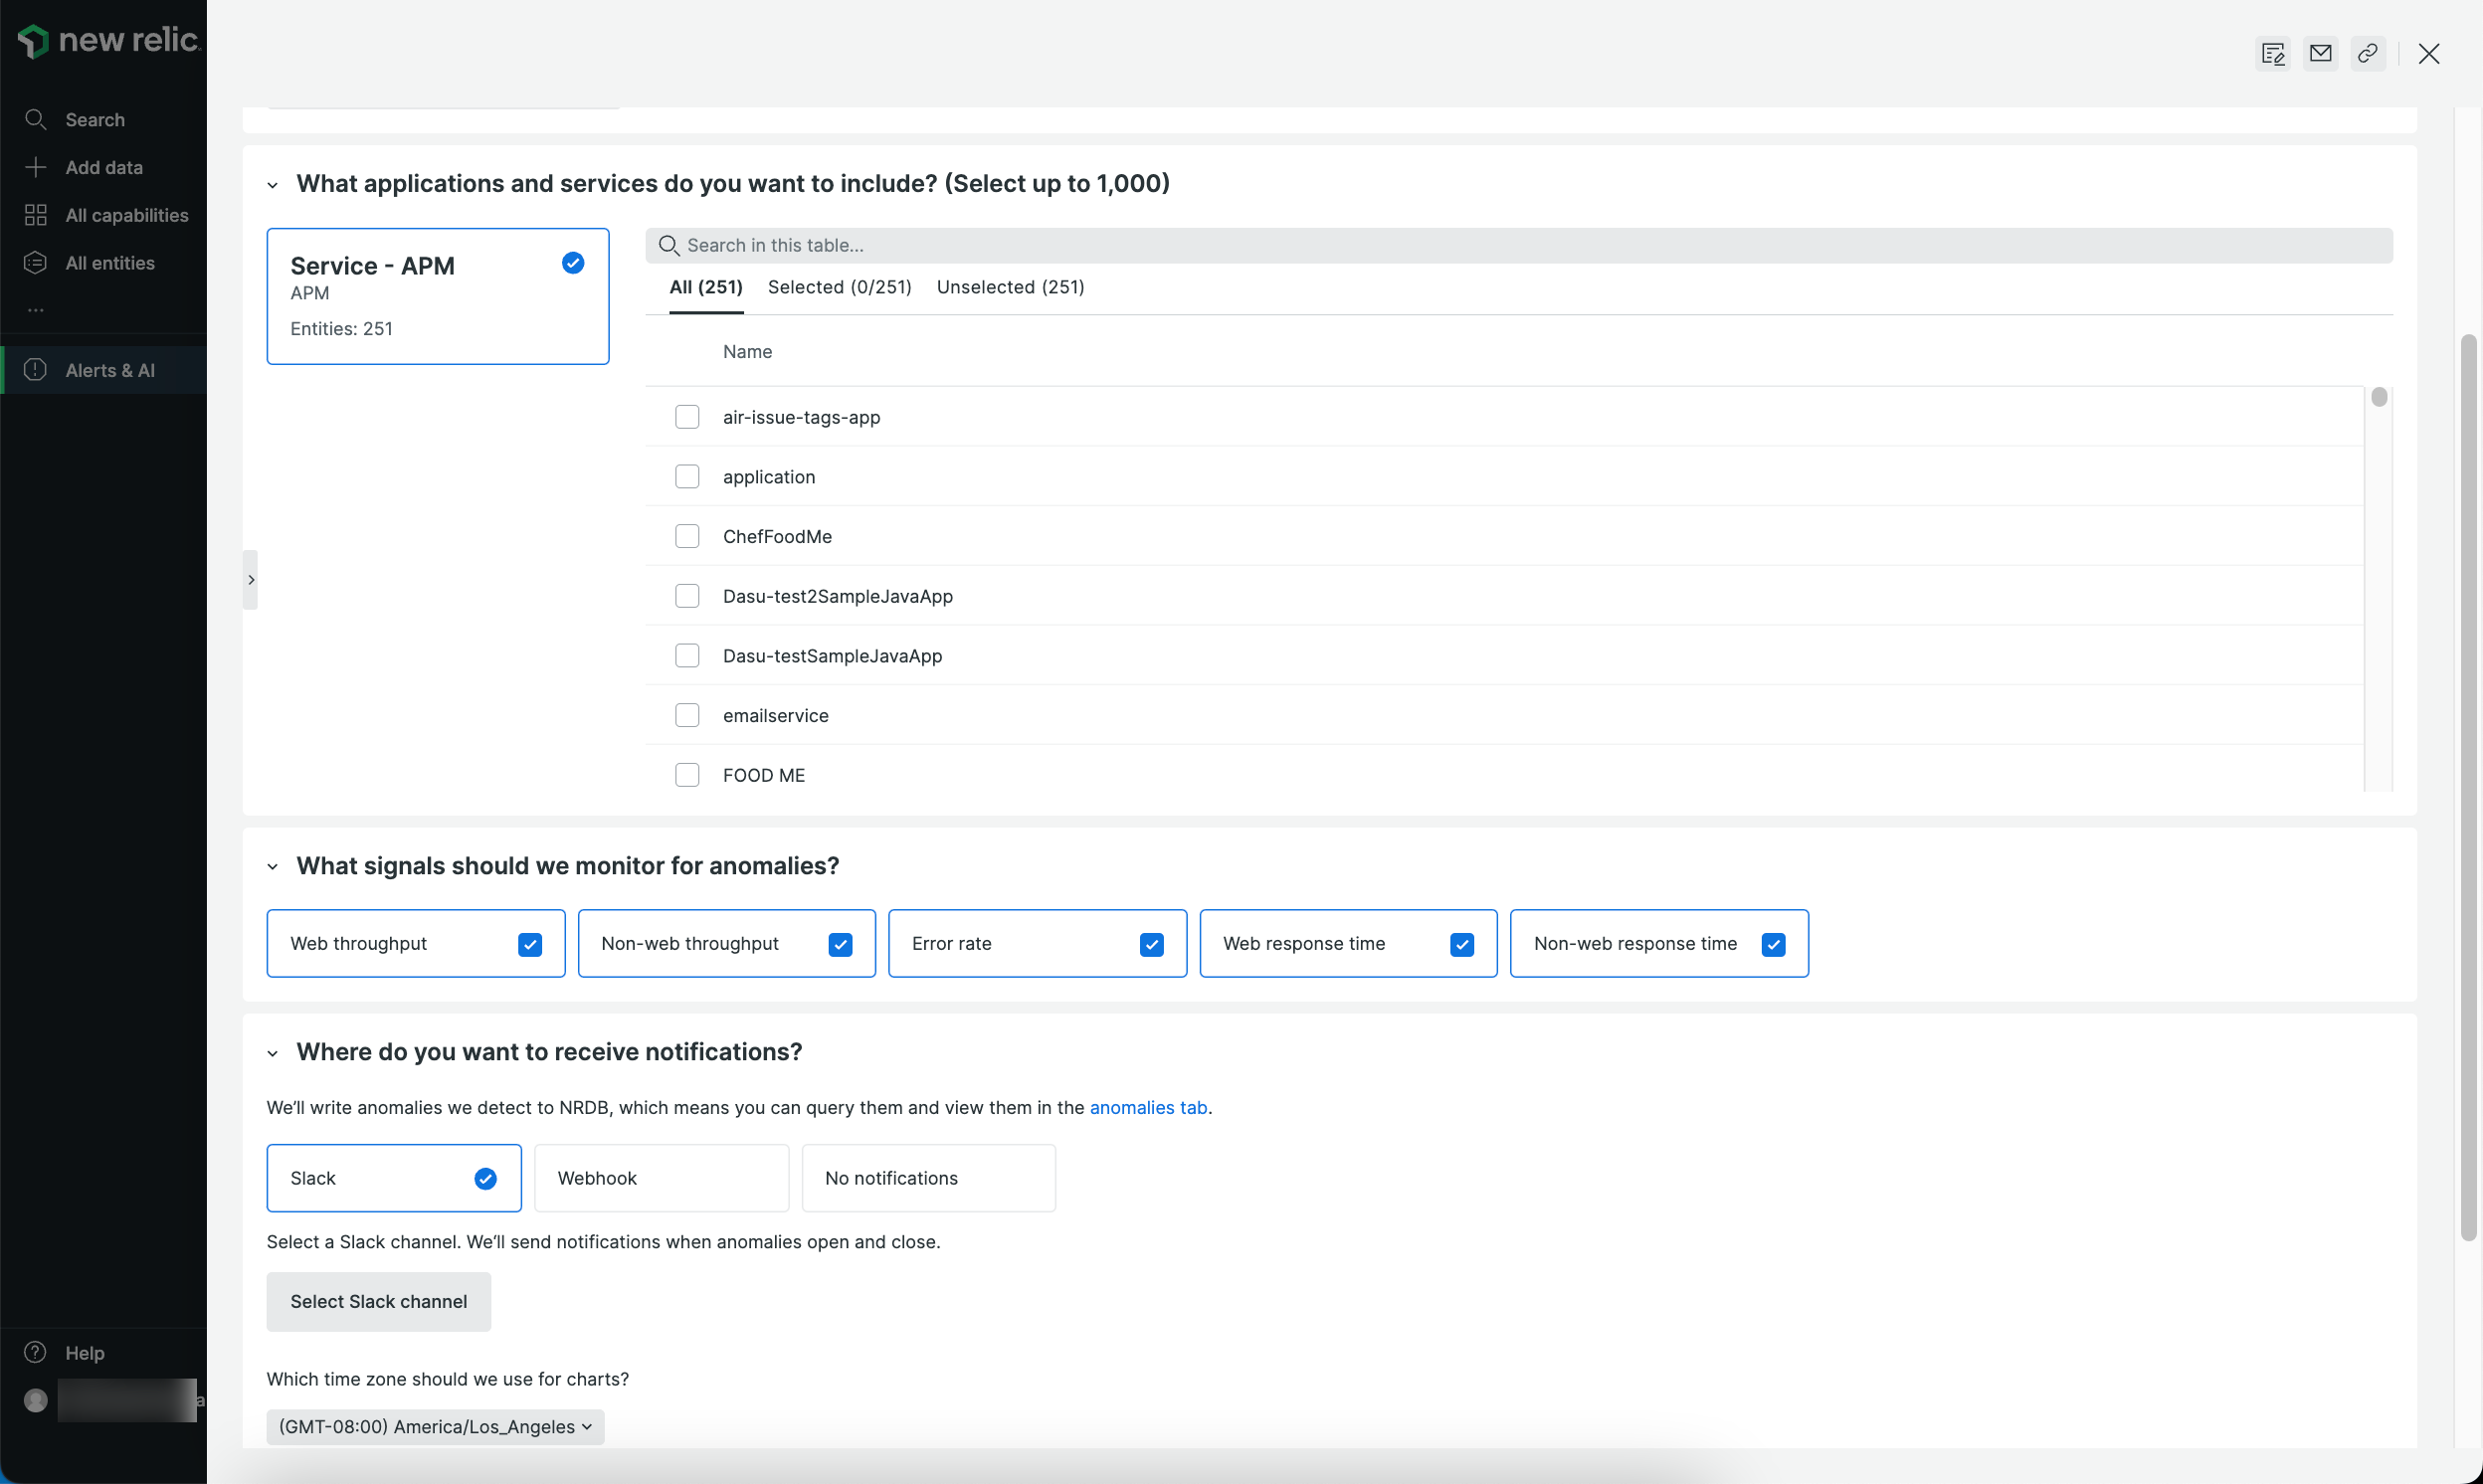 new relic
Search
Add data
All capabilities
All entities
...
Alerts & AI
Help
a
What applications and services do you want to include? (Select up to 1,000)
Service - APM
APM
Entities: 251
Search in this table...
All (251) Selected (0/251) Unselected (251)
Name
air-issue-tags-app
application
ChefFoodMe
Dasu-test2SampleJavaApp
Dasu-testSampleJavaApp
emailservice
FOOD ME
What signals should we monitor for anomalies?
Web throughput Non-web throughput Error rate Web response time Non-web response time
Where do you want to receive notifications?
We'll write anomalies we detect to NRDB, which means you can query them and view them in the anomalies tab.
Slack Webhook No notifications
Select a Slack channel. We'll send notifications when anomalies open and close.
Select Slack channel
Which time zone should we use for charts?
(GMT-08:00) America/Los_Angeles